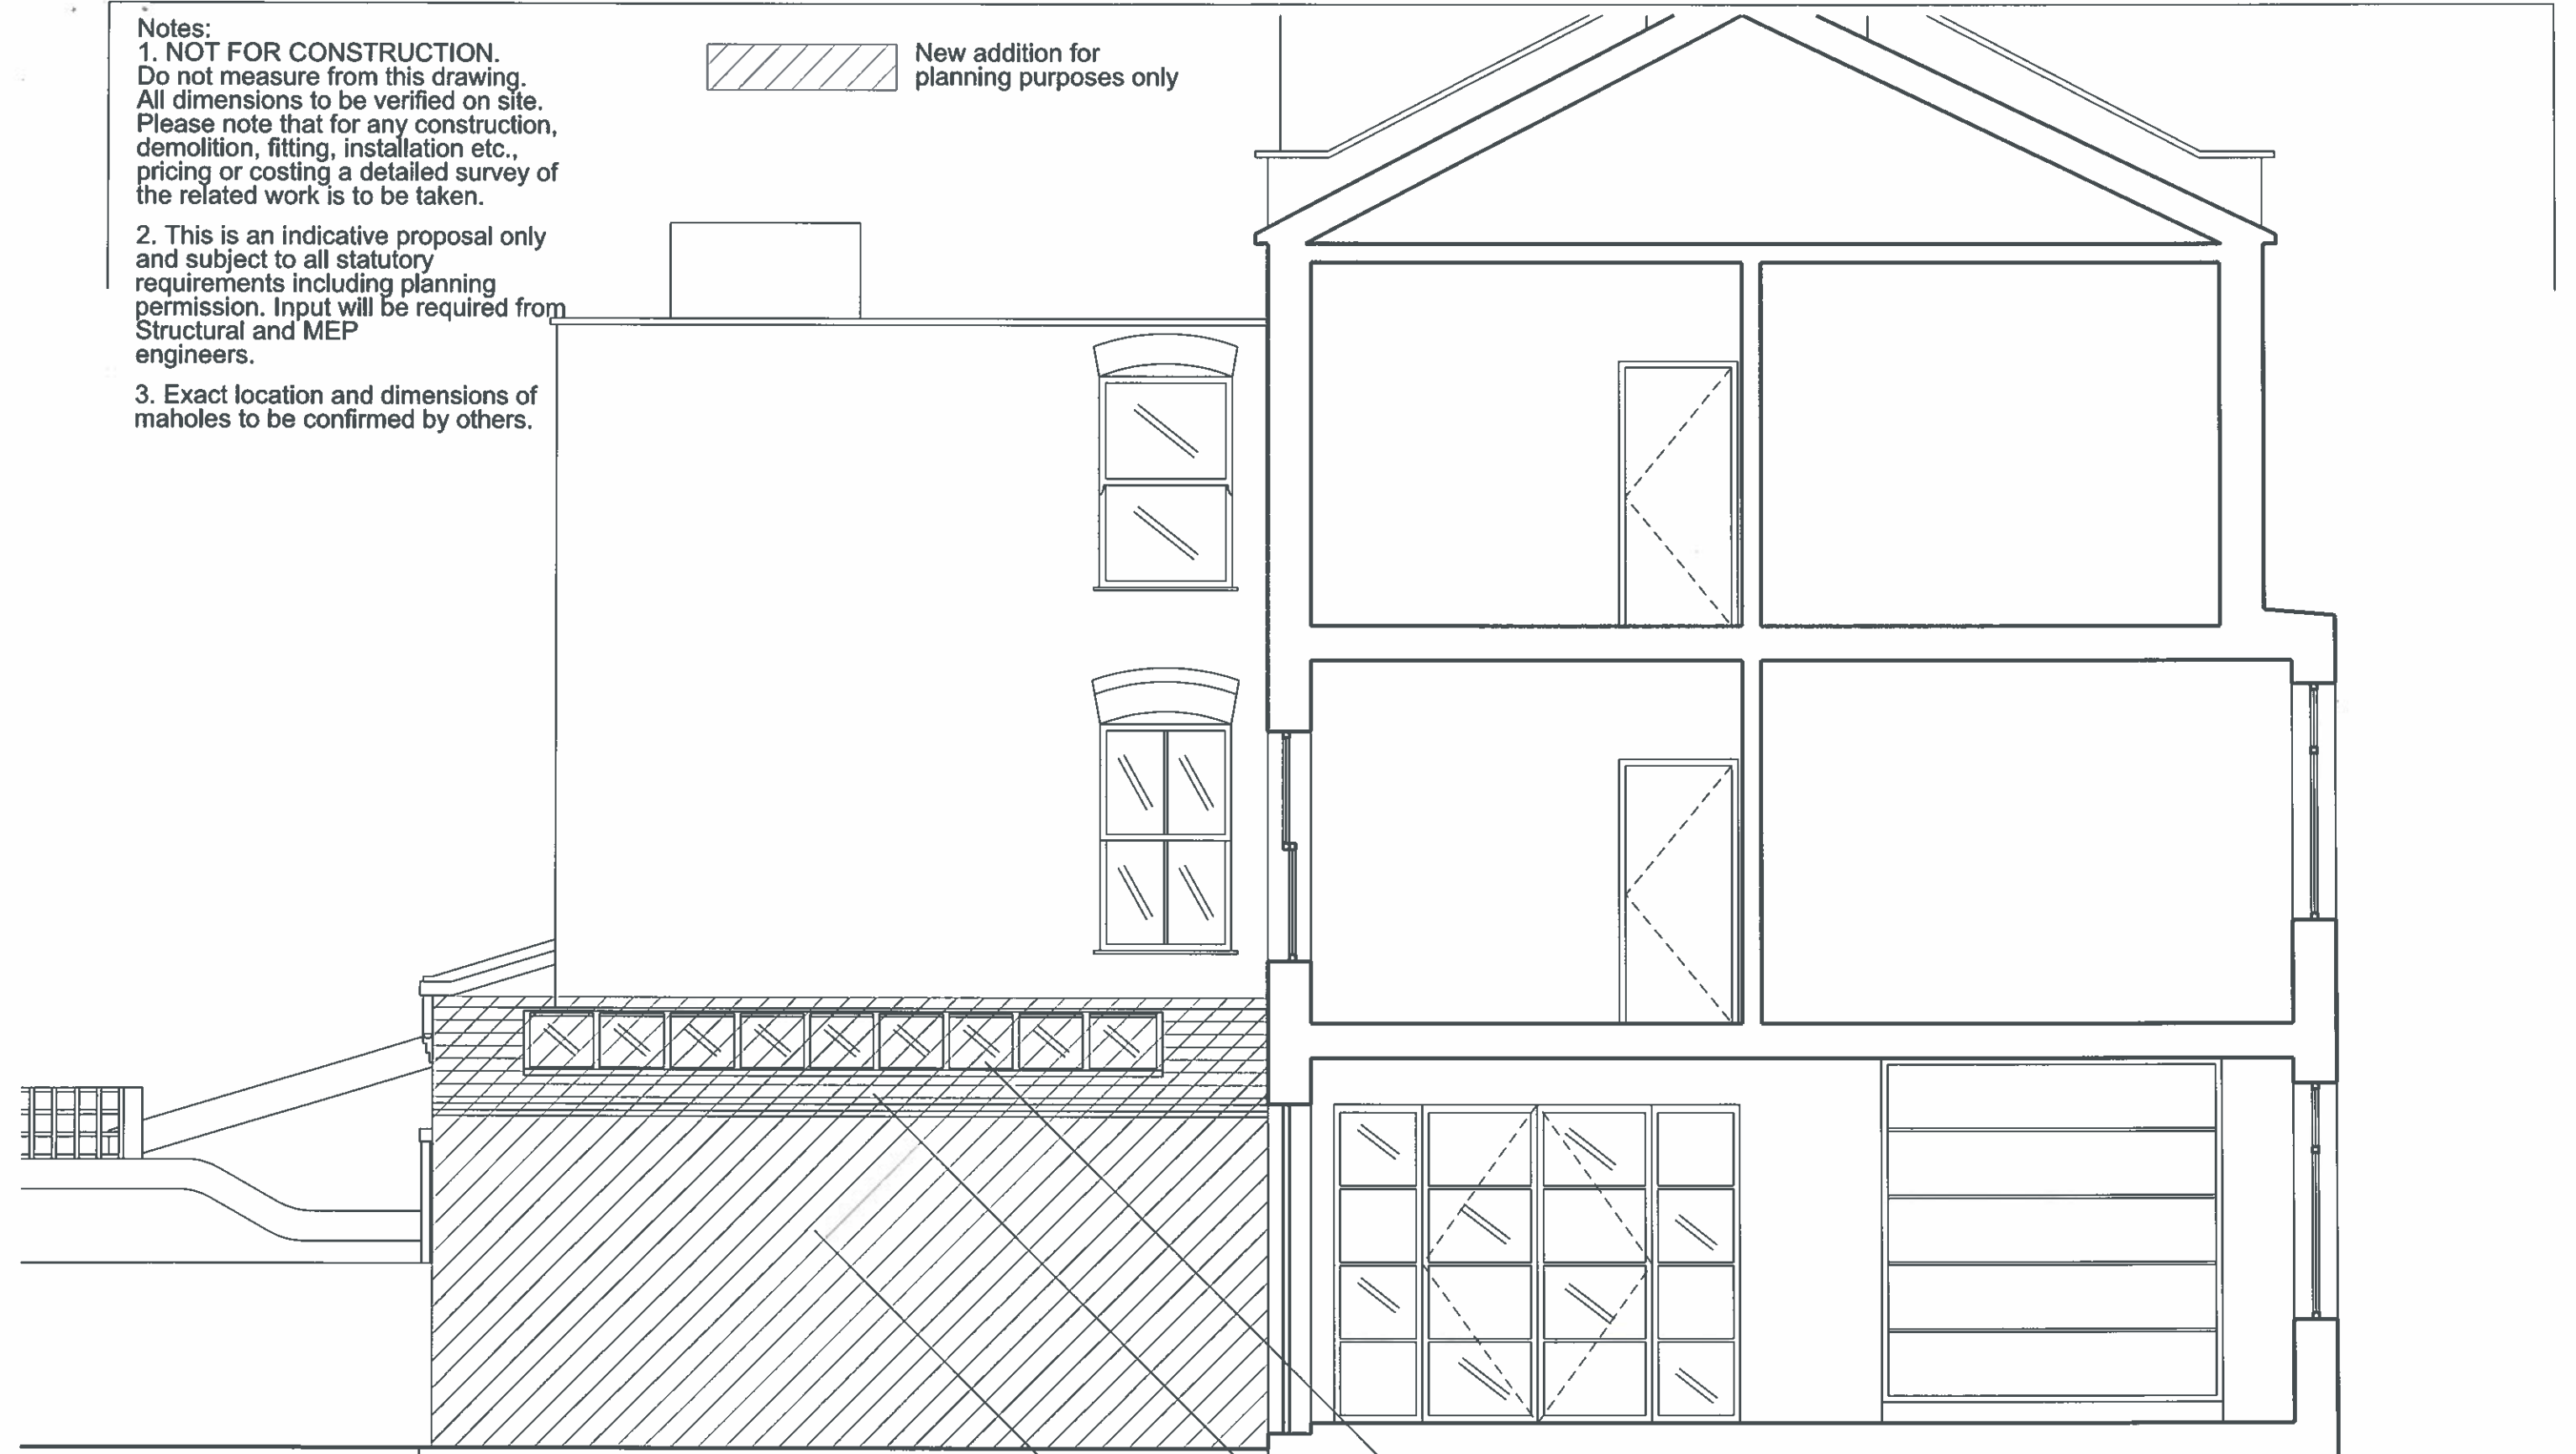 Notes:
1. NOT FOR CONSTRUCTION.
Do not measure from this drawing.
All dimensions to be verified on site.
Please note that for any construction,
demolition, fitting, installation etc.,
pricing or costing a detailed survey of
the related work is to be taken.
2. This is an indicative proposal only
and subject to all statutory
requirements including planning
permission. Input will be required from
Structural and MEP
engineers.
3. Exact location and dimensions of
maholes to be confirmed by others.
New addition for
planning purposes only